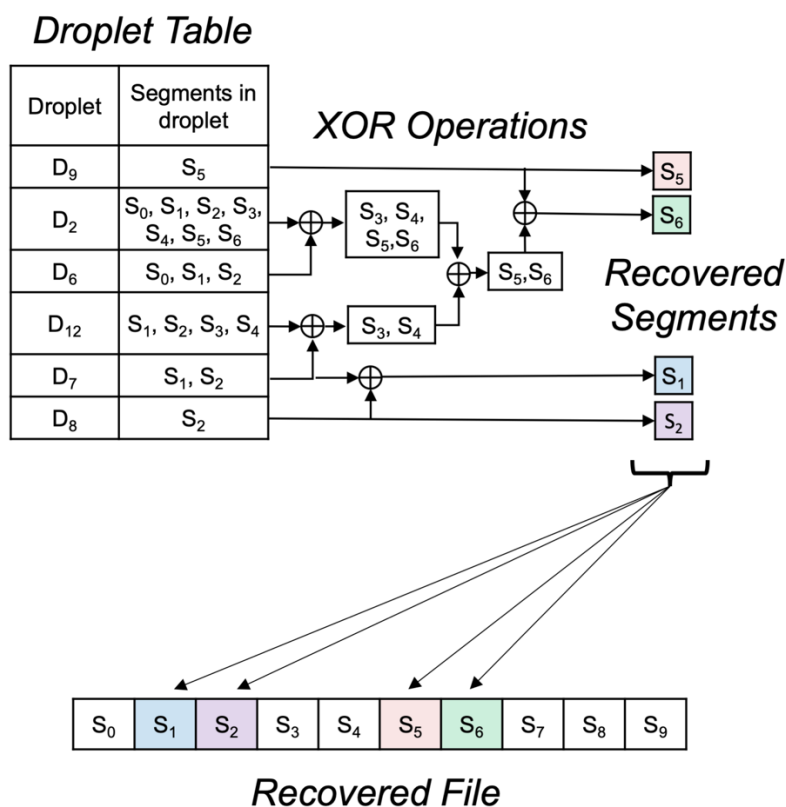 Droplet Table
Droplet
Segments in
droplet
XOR Operations
D₉
S₅
S₅
D₂
S₀, S₁, S₂, S₃,
S₄, S₅, S₆
S₃, S₄,
S₅,S₆
S₆
D₆
S₀, S₁, S₂
S₅,S₆
Recovered
Segments
D₁₂
S₁, S₂, S₃, S₄
S₃, S₄
D₇
S₁, S₂
S₁
D₈
S₂
S₂
S₀ S₁ S₂ S₃ S₄ S₅ S₆ S₇ S₈ S₉
Recovered File